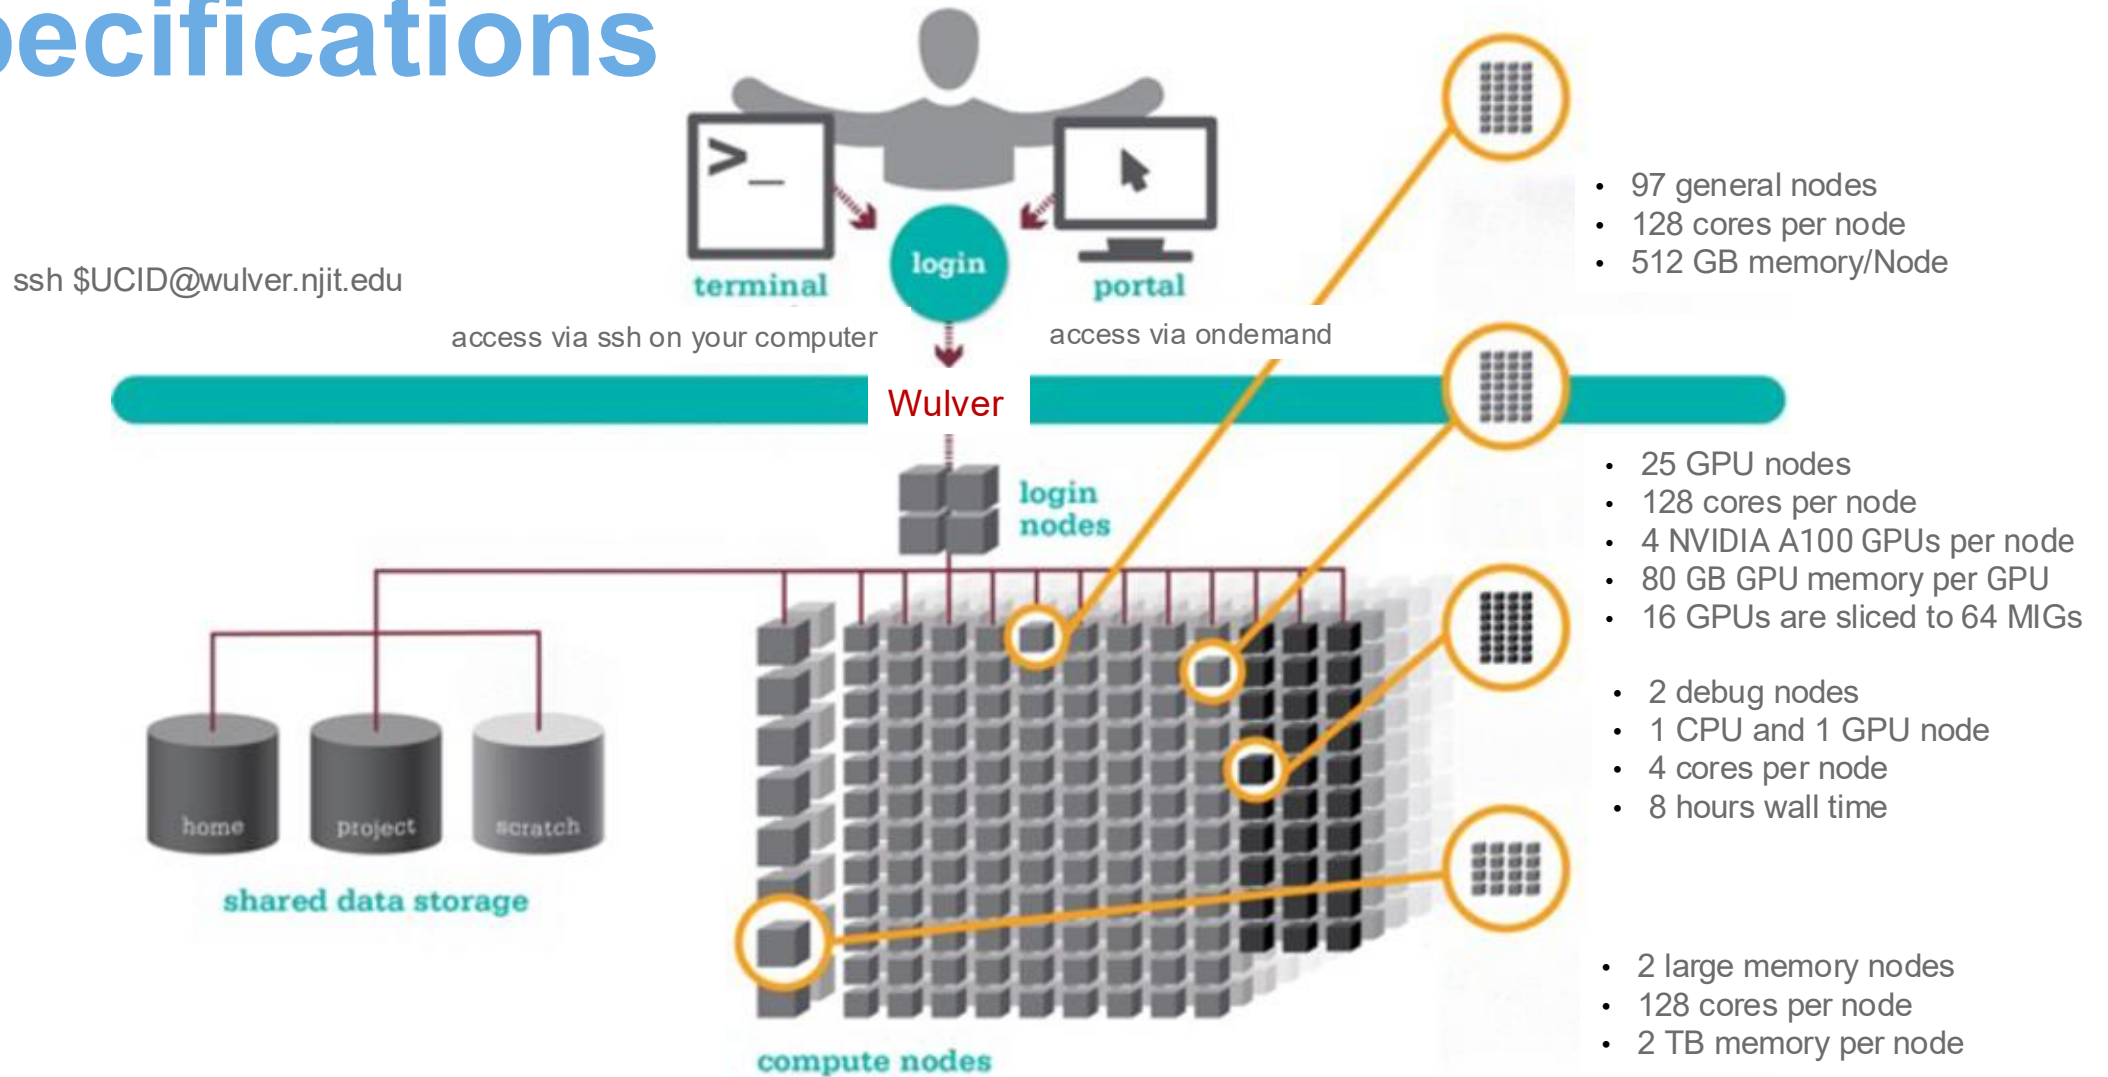 pecifications
>_
login
terminal
portal
ssh $UCID@wulver.njit.edu
access via ssh on your computer
access via ondemand
Wulver
login
nodes
home
project
scratch
shared data storage
compute nodes
• 97 general nodes
• 128 cores per node
• 512 GB memory/Node
• 25 GPU nodes
• 128 cores per node
• 4 NVIDIA A100 GPUs per node
• 80 GB GPU memory per GPU
• 16 GPUs are sliced to 64 MIGs
• 2 debug nodes
• 1 CPU and 1 GPU node
• 4 cores per node
• 8 hours wall time
• 2 large memory nodes
• 128 cores per node
• 2 TB memory per node